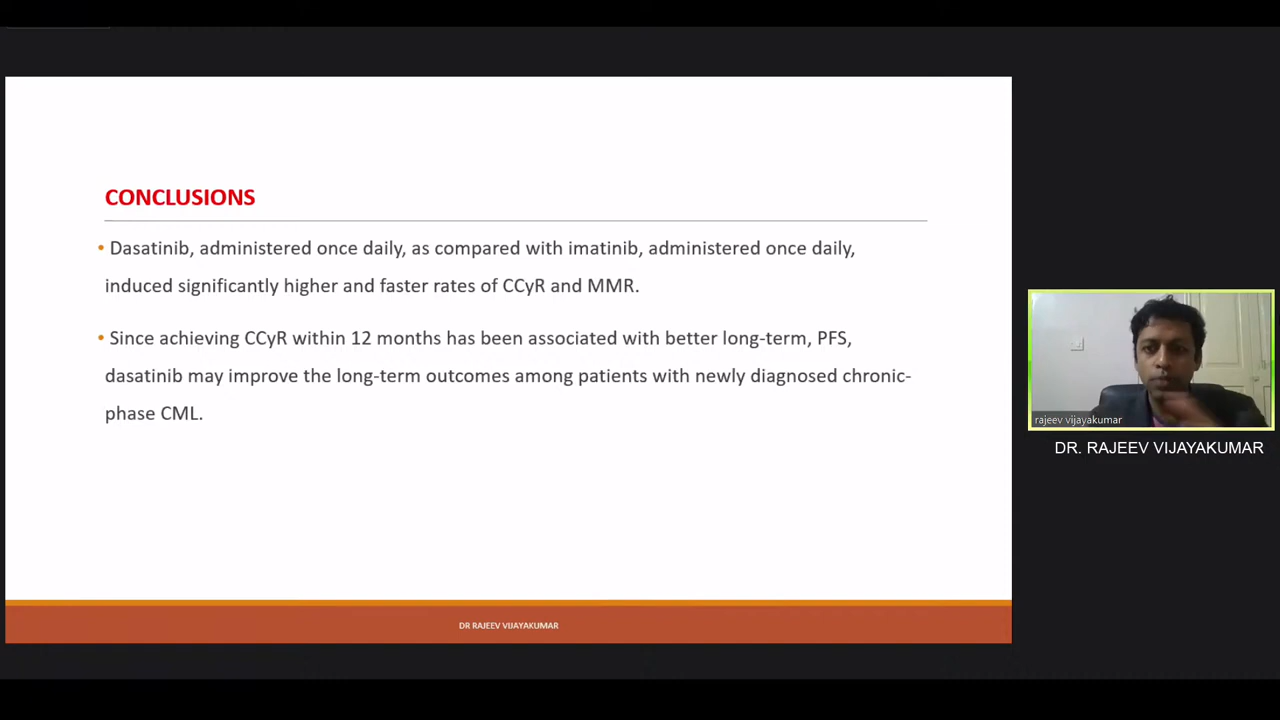 CONCLUSIONS
• Dasatinib, administered once daily, as compared with imatinib, administered once daily,
induced significantly higher and faster rates of CCyR and MMR.
• Since achieving CCyR within 12 months has been associated with better long-term, PFS,
dasatinib may improve the long-term outcomes among patients with newly diagnosed chronic-
phase CML.
DR RAJEEV VIJAYAKUMAR
rajeev vijayakumar
DR. RAJEEV VIJAYAKUMAR